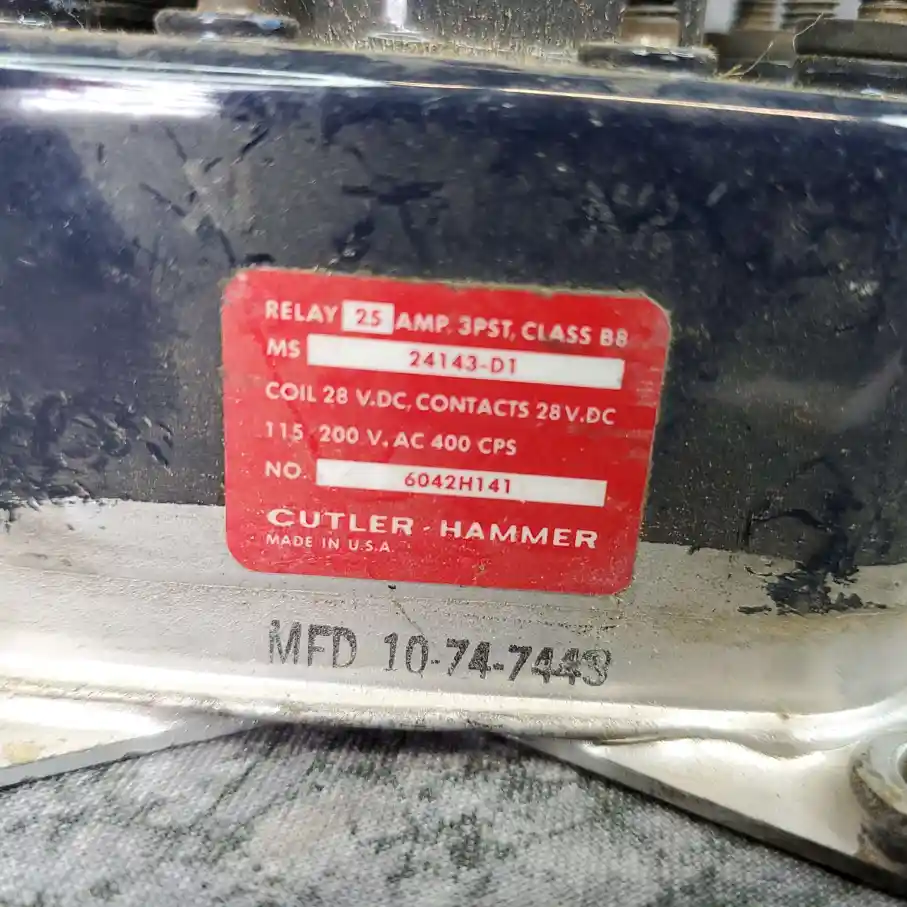 RELAY 25 AMP. 3PST, CLASS B8
MS 24143-D1
COIL 28 V.DC, CONTACTS 28 V.DC
115 200 V. AC 400 CPS
NO. 6042H141
CUTLER-HAMMER
MADE IN U.S.A.
MFD 10-74-7443